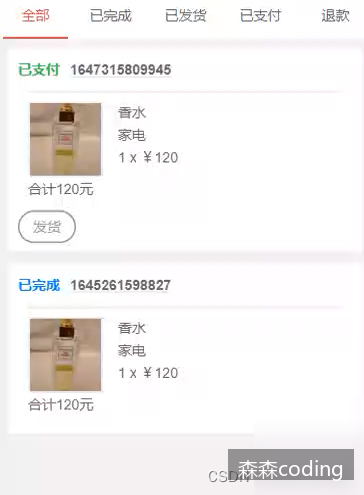 全部 已完成 已发货 已支付 退款
已支付 1647315809945
香水
家电
1 x ￥120
合计120元
发货
已完成 1645261598827
香水
家电
1 x ￥120
合计120元
森森coding